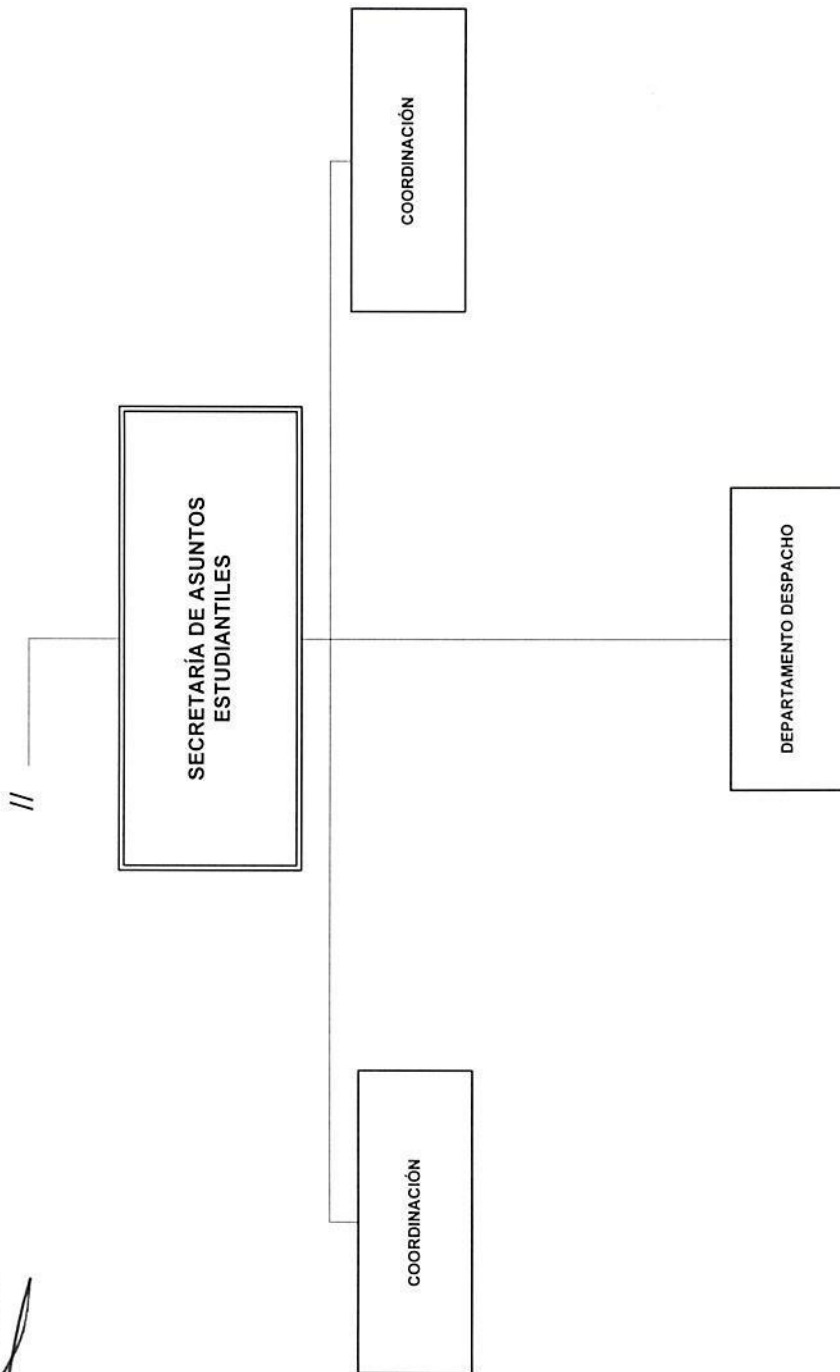 //
SECRETARÍA DE ASUNTOS
ESTUDIANTILES
COORDINACIÓN
COORDINACIÓN
DEPARTAMENTO DESPACHO